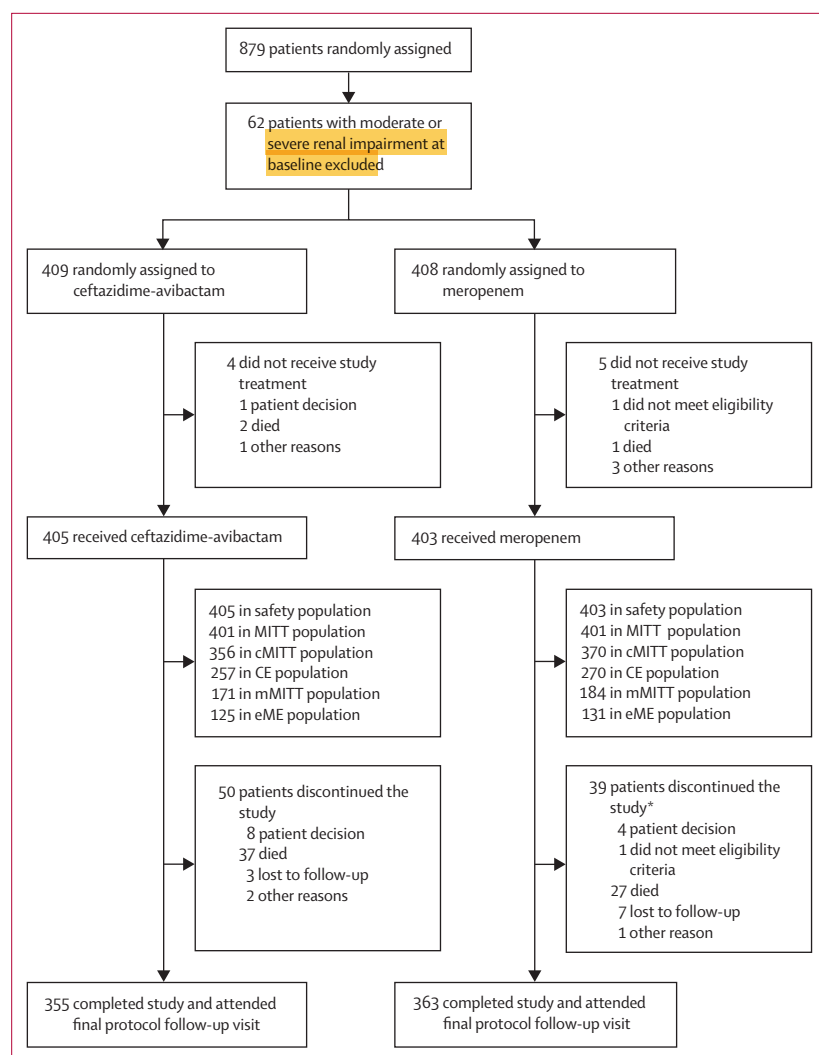 879 patients randomly assigned
62 patients with moderate or
severe renal impairment at
baseline excluded
409 randomly assigned to
ceftazidime-avibactam
408 randomly assigned to
meropenem
4 did not receive study
treatment
1 patient decision
2 died
1 other reasons
5 did not receive study
treatment
1 did not meet eligibility
criteria
1 died
3 other reasons
405 received ceftazidime-avibactam
403 received meropenem
405 in safety population
401 in MITT population
356 in cMITT population
257 in CE population
171 in mMITT population
125 in eME population
403 in safety population
401 in MITT population
370 in cMITT population
270 in CE population
184 in mMITT population
131 in eME population
50 patients discontinued the
study
8 patient decision
37 died
3 lost to follow-up
2 other reasons
39 patients discontinued the
study*
4 patient decision
1 did not meet eligibility
criteria
27 died
7 lost to follow-up
1 other reason
355 completed study and attended
final protocol follow-up visit
363 completed study and attended
final protocol follow-up visit